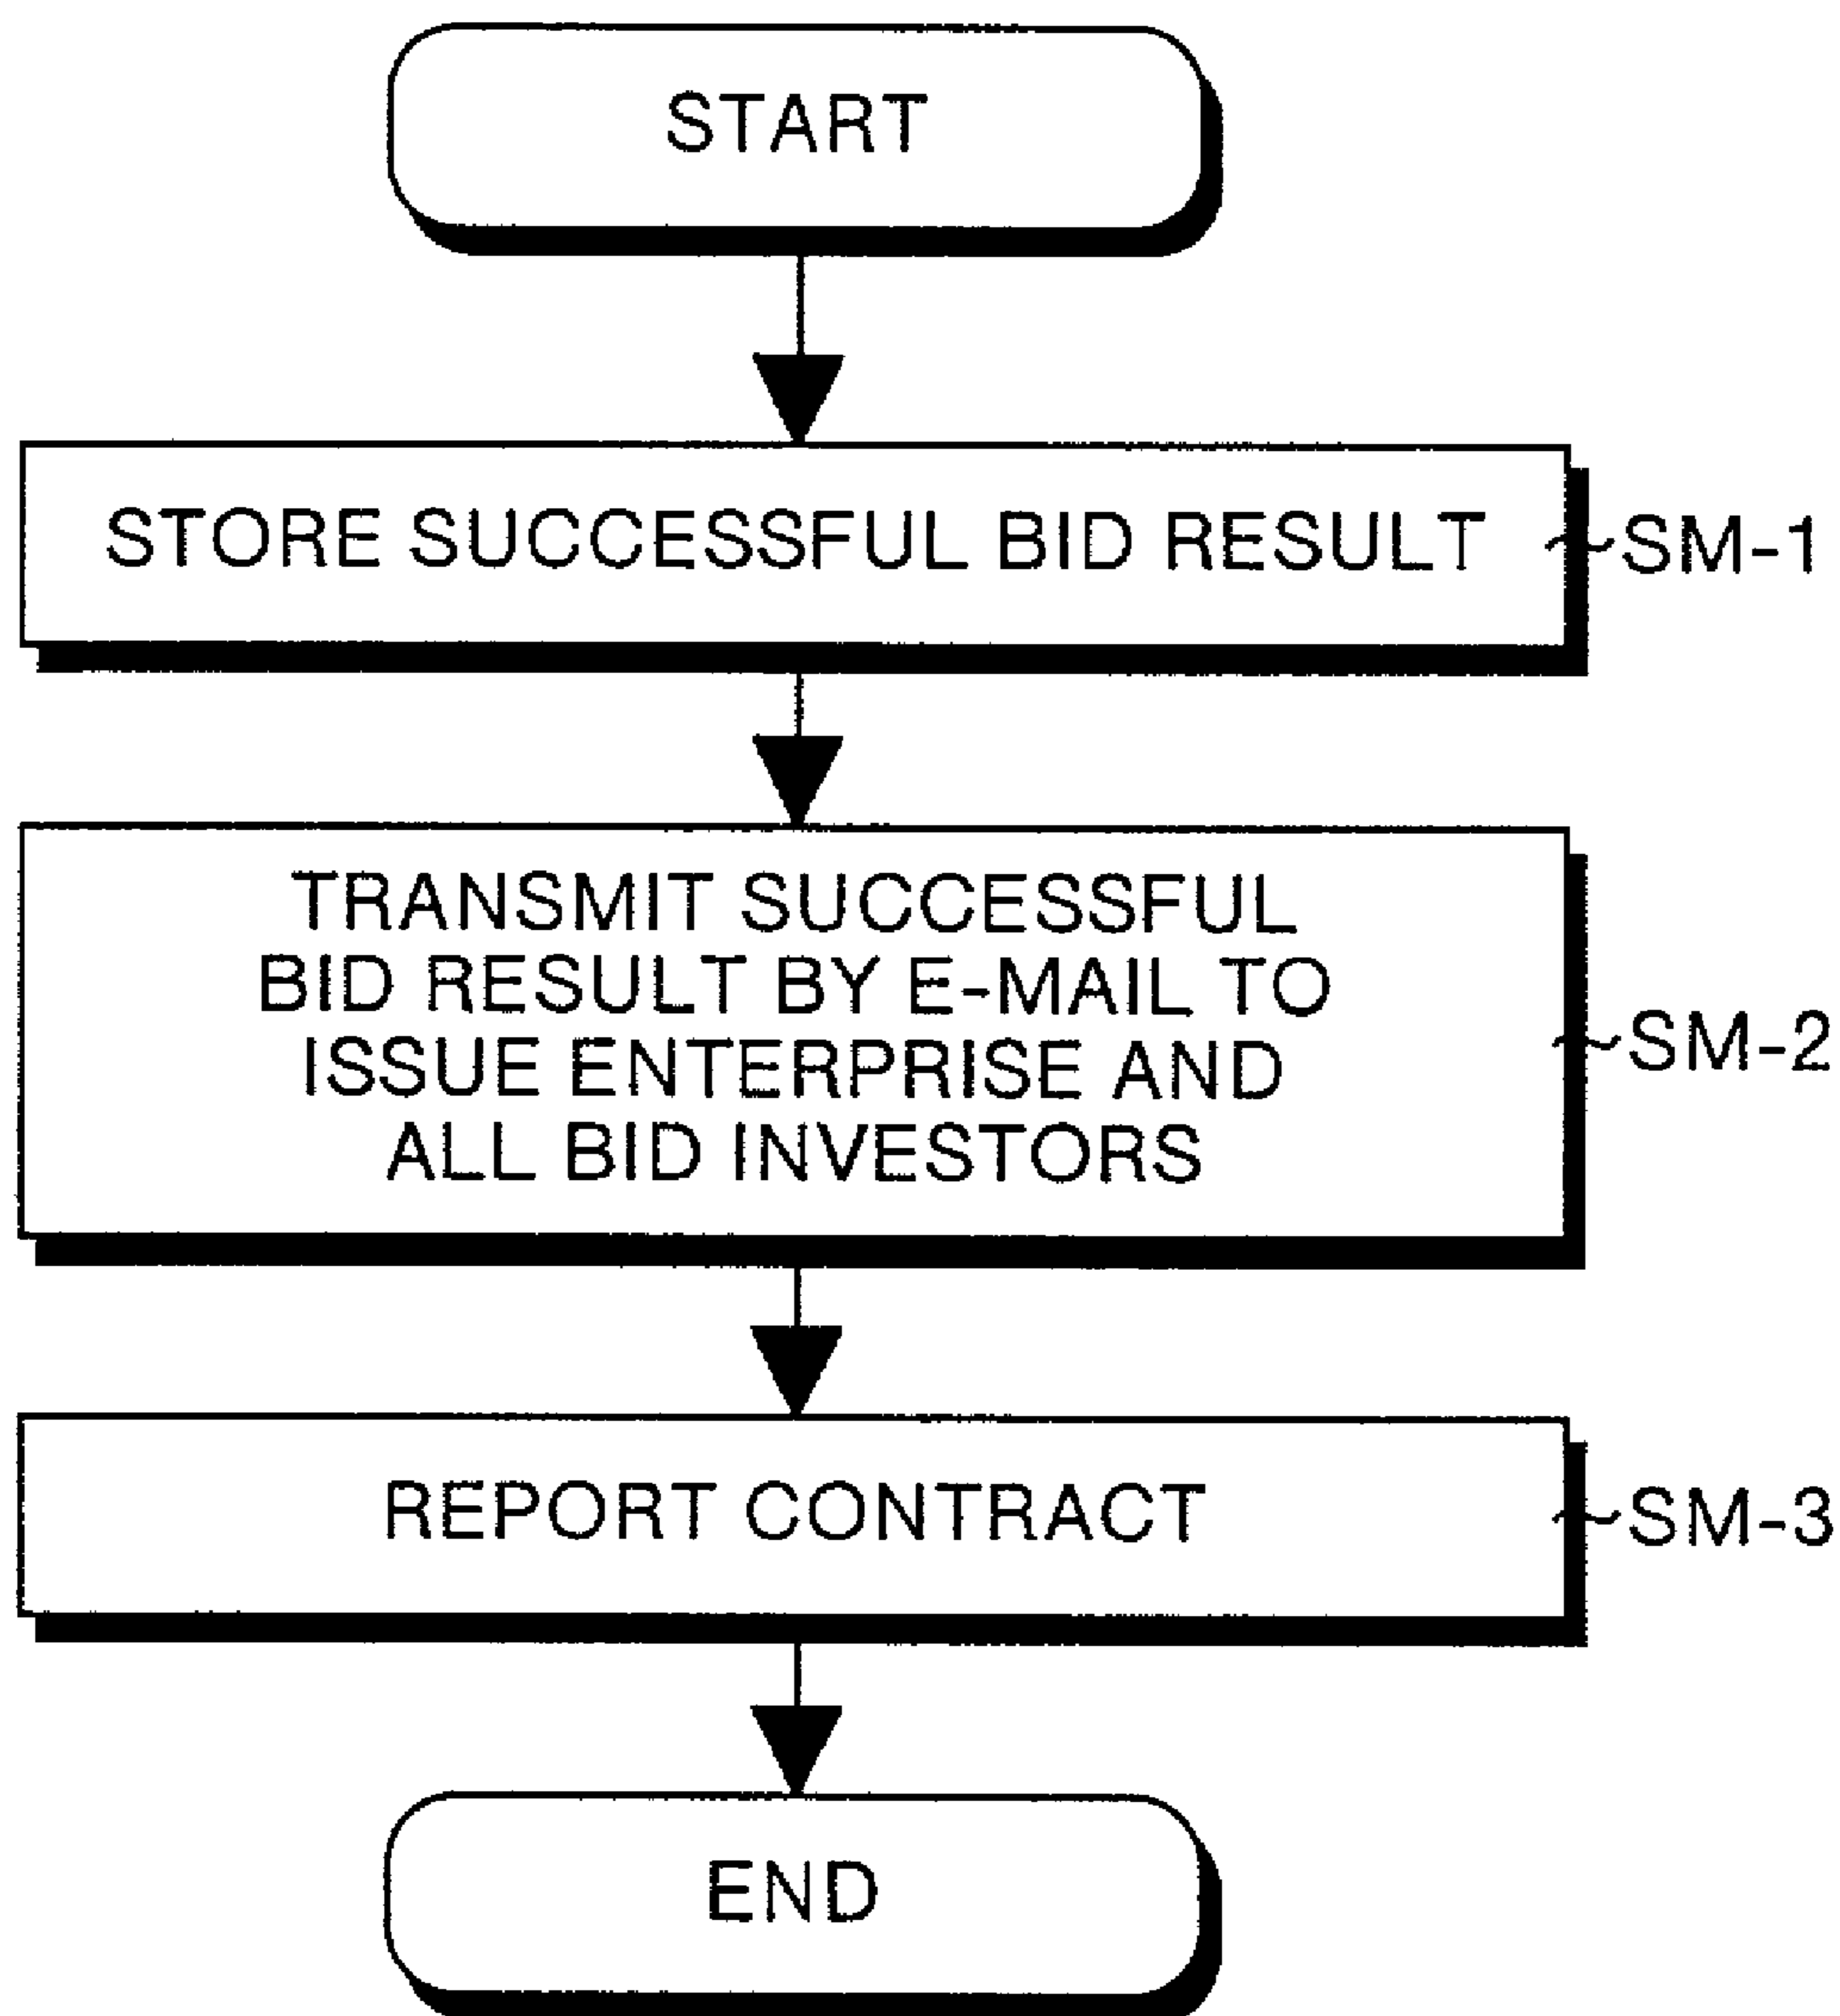 START
STORE SUCCESSFUL BID RESULT
SM-1
TRANSMIT SUCCESSFUL
BID RESULT BY E-MAIL TO
ISSUE ENTERPRISE AND
ALL BID INVESTORS
SM-2
REPORT CONTRACT
SM-3
END